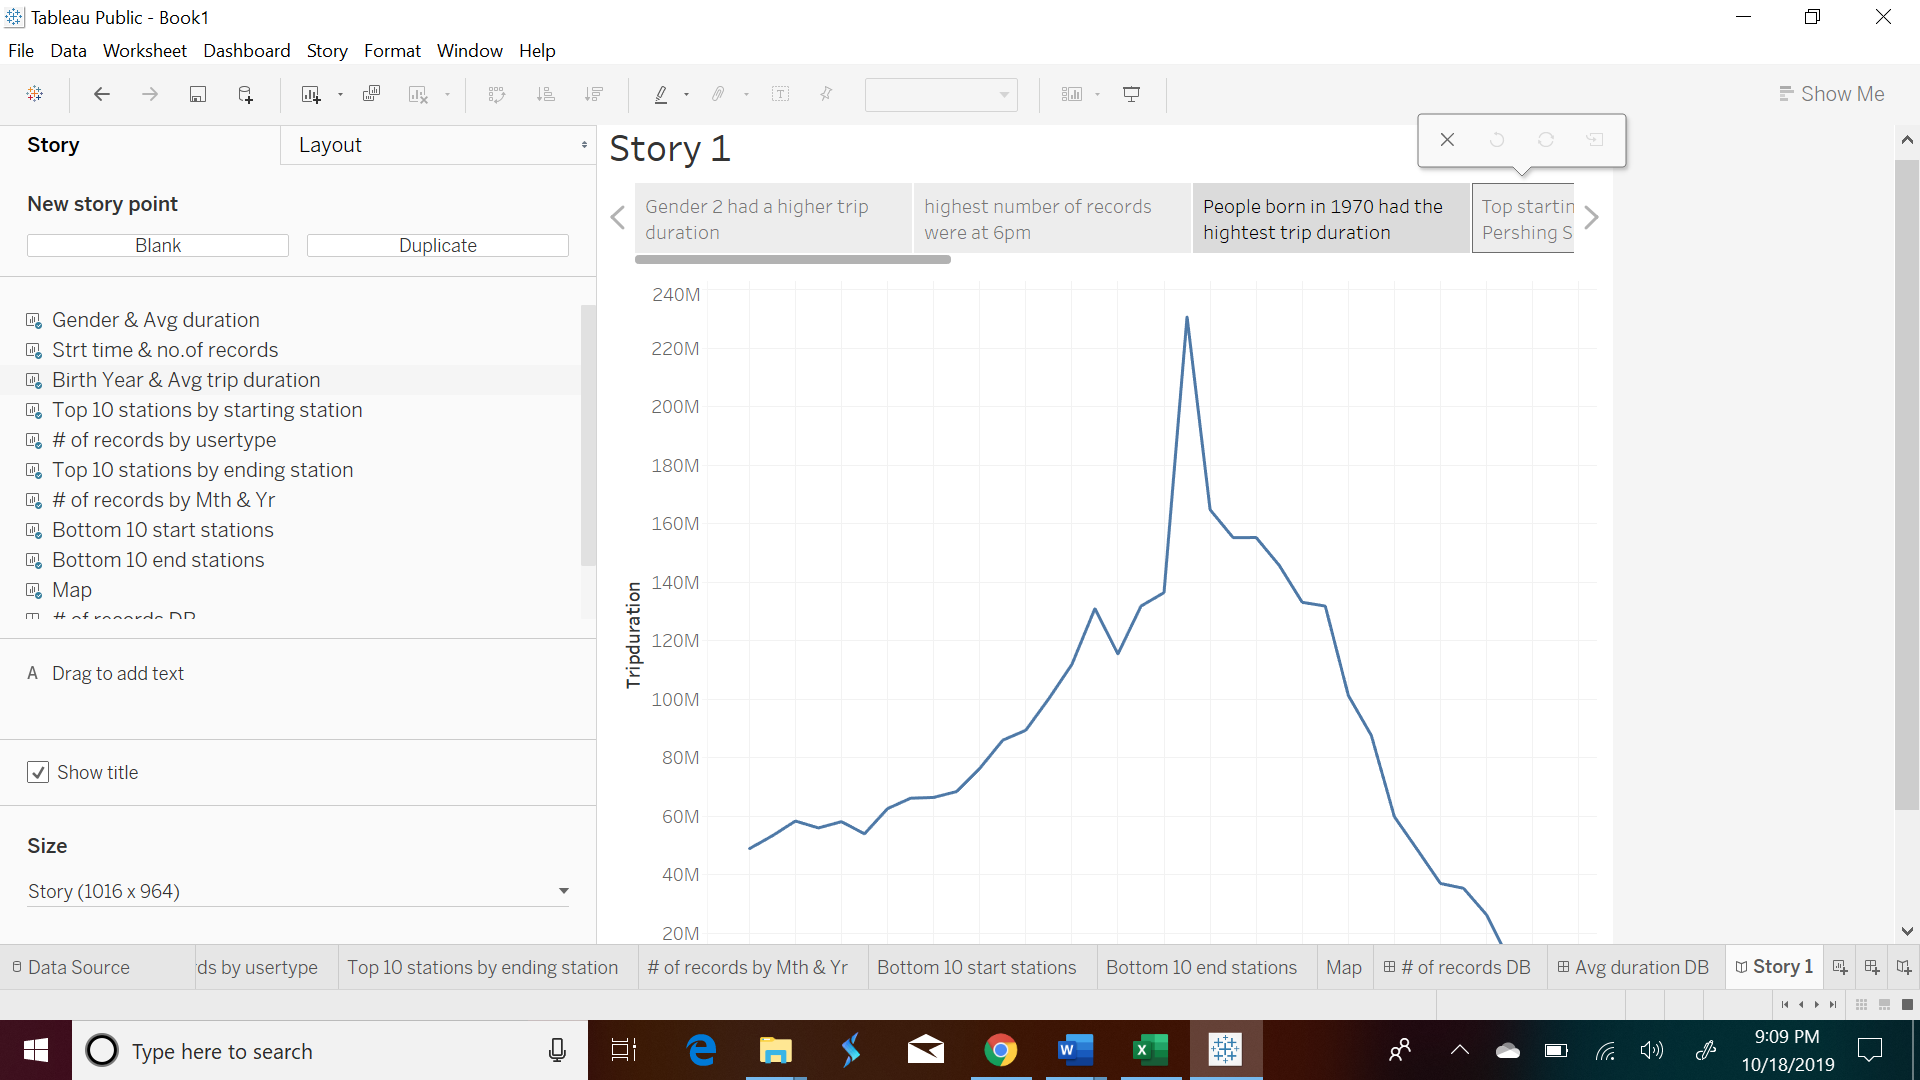 Tableau Public - Book1
File Data Worksheet Dashboard Story Format Window Help
Show Me
Story
Layout
New story point
Blank
Duplicate
Gender & Avg duration
Strt time & no.of records
Birth Year & Avg trip duration
Top 10 stations by starting station
# of records by usertype
Top 10 stations by ending station
# of records by Mth & Yr
Bottom 10 start stations
Bottom 10 end stations
Map
# of records DB
A Drag to add text
Show title
Size
Story (1016 x 964)
Story 1
Gender 2 had a higher trip
duration
highest number of records
were at 6pm
People born in 1970 had the
hightest trip duration
Top startin
Pershing S
240M
220M
200M
180M
160M
140M
120M
100M
80M
60M
40M
20M
Tripduration
Data Source
ds by usertype
Top 10 stations by ending station
# of records by Mth & Yr
Bottom 10 start stations
Bottom 10 end stations
Map
# of records DB
Avg duration DB
Story 1
Type here to search
9:09 PM
10/18/2019